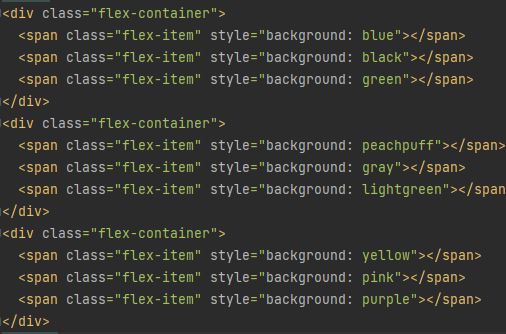 <div class="flex-container">
<span class="flex-item" style="background: blue"></span>
<span class="flex-item" style="background: black"></span>
<span class="flex-item" style="background: green"></span>
</div>
<div class="flex-container">
<span class="flex-item" style="background: peachpuff"></span>
<span class="flex-item" style="background: gray"></span>
<span class="flex-item" style="background: lightgreen"></span
</div>
<div class="flex-container">
<span class="flex-item" style="background: yellow"></span>
<span class="flex-item" style="background: pink"></span>
<span class="flex-item" style="background: purple"></span>
</div>